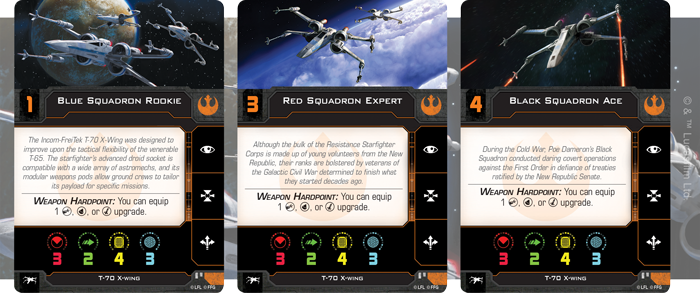 1
BLUE SQUADRON ROOKIE
The Incom-FreiTek T-70 X-Wing was designed to
improve upon the tactical flexibility of the venerable
T-65. The starfighter's advanced droid socket is
compatible with a wide array of astromechs, and its
modular weapons pods allow ground crews to tailor
its payload for specific missions.
WEAPON HARDPOINT: You can equip
1 , , or upgrade.
3 2 4 3
T-70 X-WING
©LFL ©FFG
3
RED SQUADRON EXPERT
Although the bulk of the Resistance Starfighter
Corps is made up of young volunteers from the New
Republic, their ranks are bolstered by veterans of
the Galactic Civil War determined to finish what
they started decades ago.
WEAPON HARDPOINT: You can equip
1 , , or upgrade.
3 2 4 3
T-70 X-WING
©LFL ©FFG
4
BLACK SQUADRON ACE
During the Cold War, Poe Dameron's Black
Squadron conducted daring covert operations
against the First Order in defiance of treaties
ratified by the New Republic Senate.
WEAPON HARDPOINT: You can equip
1 , , or upgrade.
3 2 4 3
T-70 X-WING
©LFL ©FFG
© & ™ Lu